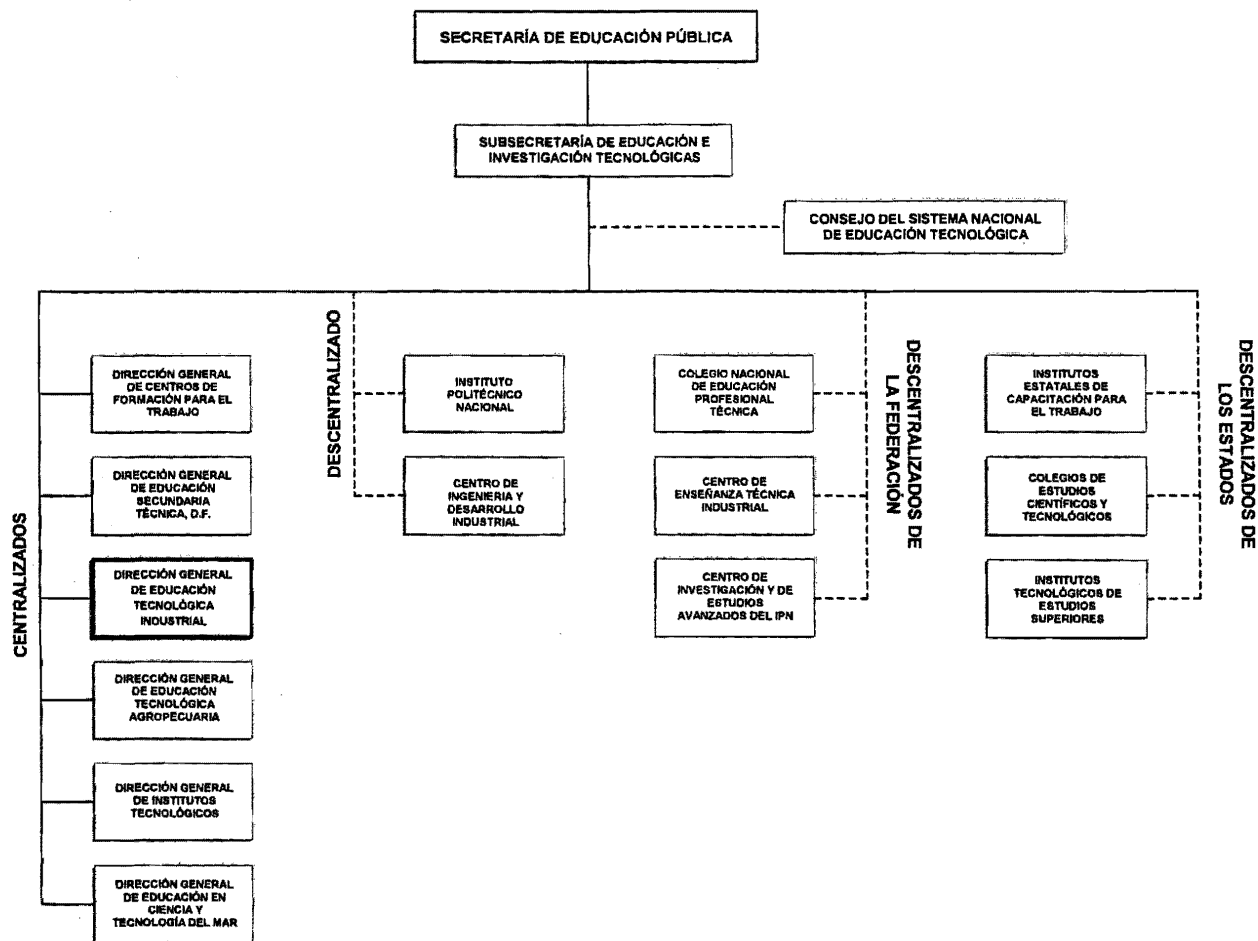 SECRETARÍA DE EDUCACIÓN PÚBLICA
SUBSECRETARÍA DE EDUCACIÓN E
INVESTIGACIÓN TECNOLÓGICAS
CONSEJO DEL SISTEMA NACIONAL
DE EDUCACIÓN TECNOLÓGICA
CENTRALIZADOS
DIRECCIÓN GENERAL
DE CENTROS DE
FORMACIÓN PARA EL
TRABAJO
DIRECCIÓN GENERAL
DE EDUCACIÓN
SECUNDARIA
TÉCNICA, D.F.
DIRECCIÓN GENERAL
DE EDUCACIÓN
TECNOLÓGICA
INDUSTRIAL
DIRECCIÓN GENERAL
DE EDUCACIÓN
TECNOLÓGICA
AGROPECUARIA
DIRECCIÓN GENERAL
DE INSTITUTOS
TECNOLÓGICOS
DIRECCIÓN GENERAL
DE EDUCACIÓN EN
CIENCIA Y
TECNOLOGÍA DEL MAR
DESCENTRALIZADO
INSTITUTO
POLITÉCNICO
NACIONAL
CENTRO DE
INGENIERIA Y
DESARROLLO
INDUSTRIAL
DESCENTRALIZADOS DE
LA FEDERACIÓN
COLEGIO NACIONAL
DE EDUCACIÓN
PROFESIONAL
TÉCNICA
CENTRO DE
ENSEÑANZA TÉCNICA
INDUSTRIAL
CENTRO DE
INVESTIGACIÓN Y DE
ESTUDIOS
AVANZADOS DEL IPN
DESCENTRALIZADOS DE
LOS ESTADOS
INSTITUTOS
ESTATALES DE
CAPACITACIÓN PARA
EL TRABAJO
COLEGIOS DE
ESTUDIOS
CIENTÍFICOS Y
TECNOLÓGICOS
INSTITUTOS
TECNOLÓGICOS DE
ESTUDIOS
SUPERIORES